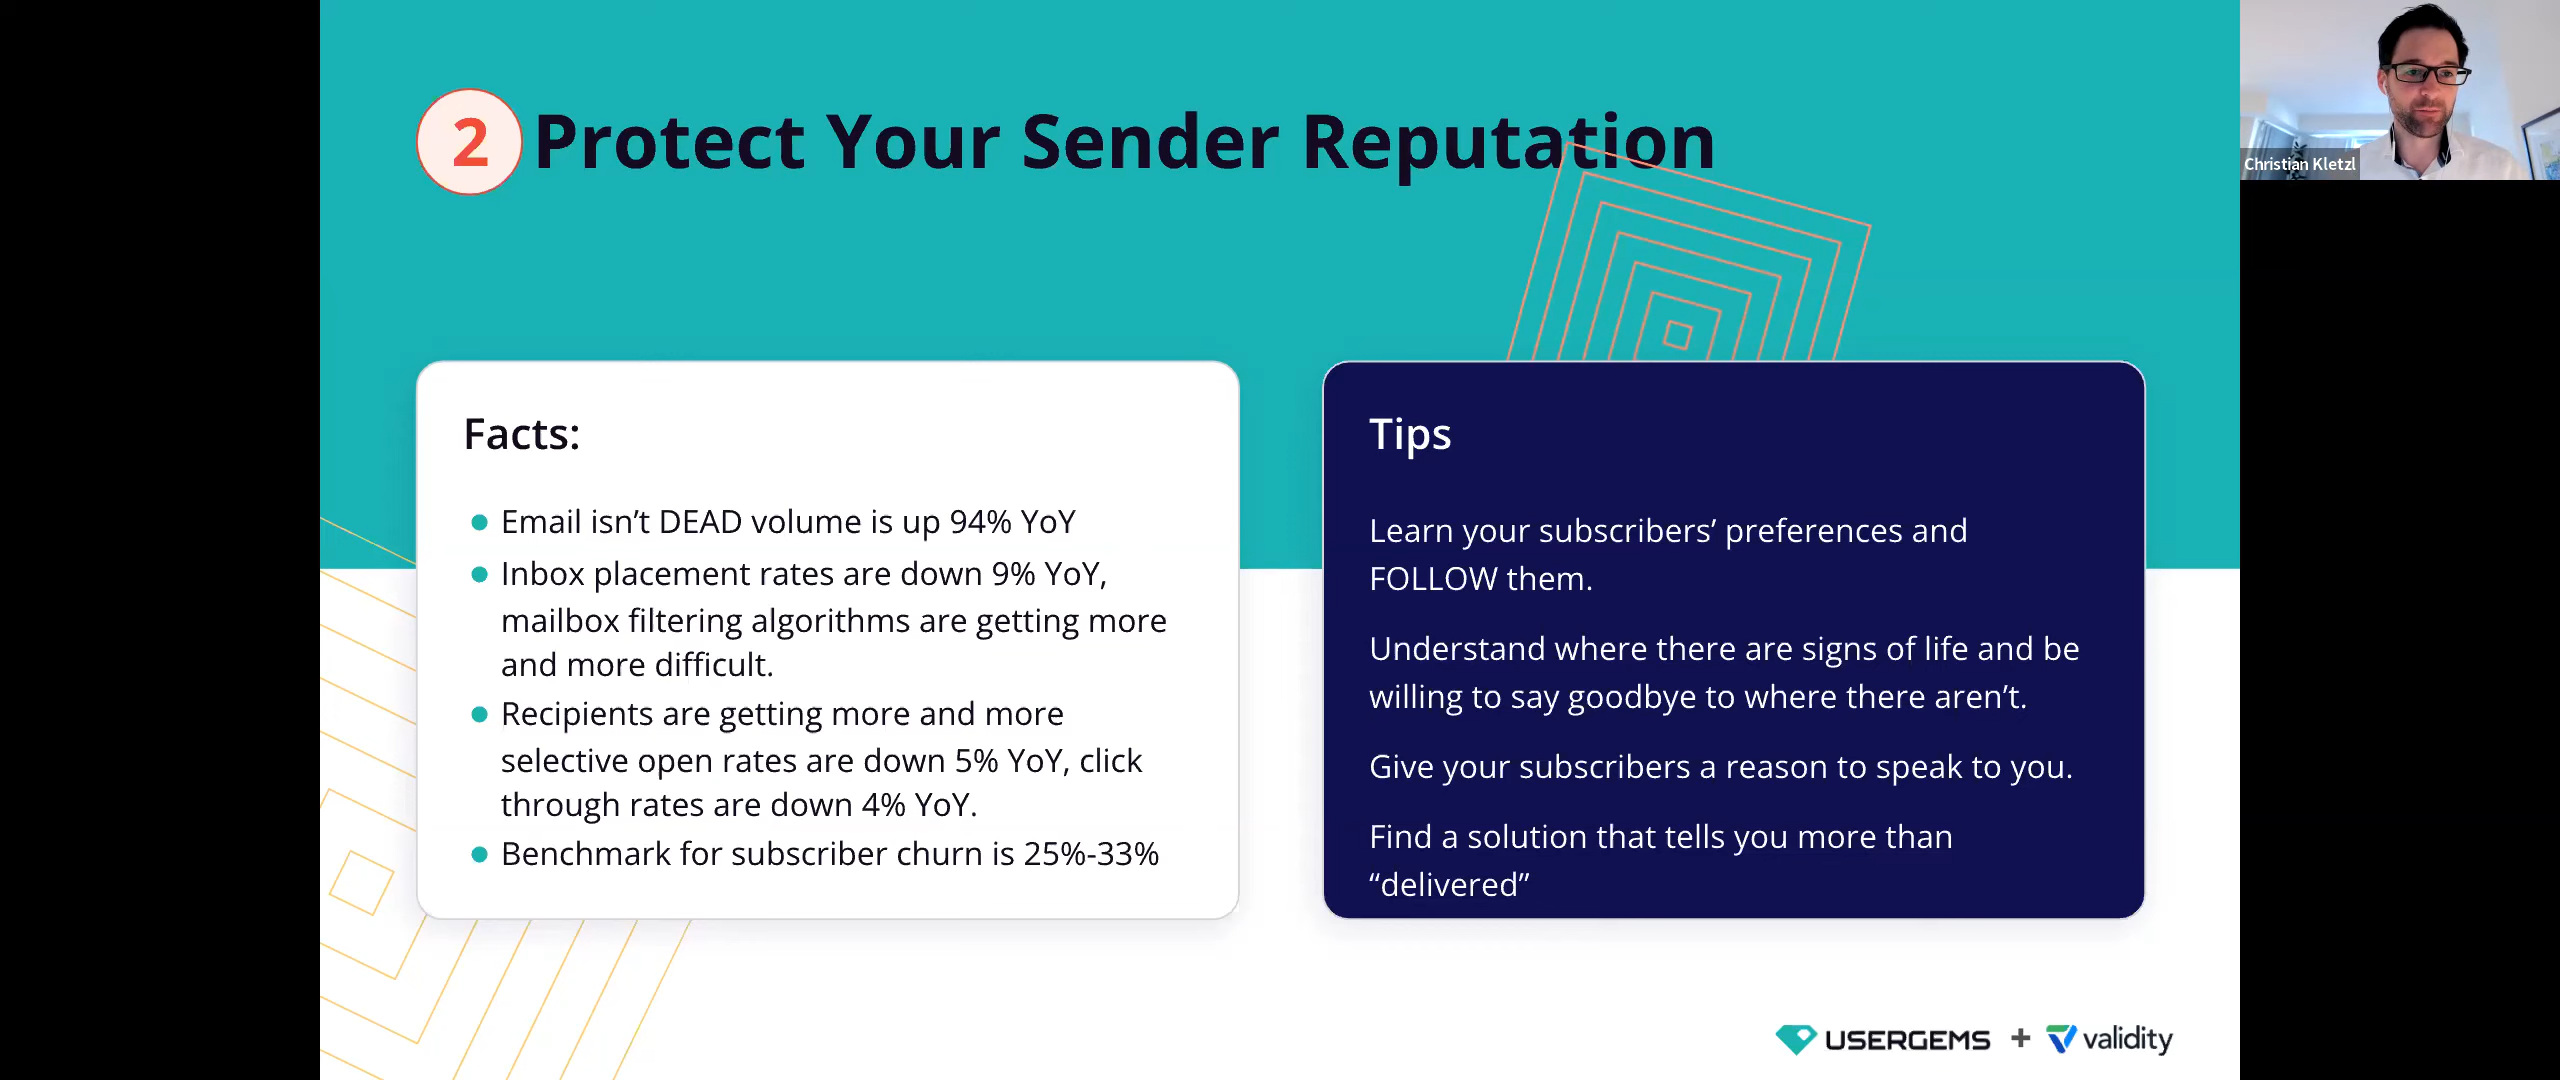 2 Protect Your Sender Reputation
Christian Kletzl
Facts:
Email isn’t DEAD volume is up 94% YoY
Inbox placement rates are down 9% YoY,
mailbox filtering algorithms are getting more
and more difficult.
Recipients are getting more and more
selective open rates are down 5% YoY, click
through rates are down 4% YoY.
Benchmark for subscriber churn is 25%-33%
Tips
Learn your subscribers’ preferences and
FOLLOW them.
Understand where there are signs of life and be
willing to say goodbye to where there aren’t.
Give your subscribers a reason to speak to you.
Find a solution that tells you more than
“delivered”
USERGEMS + validity